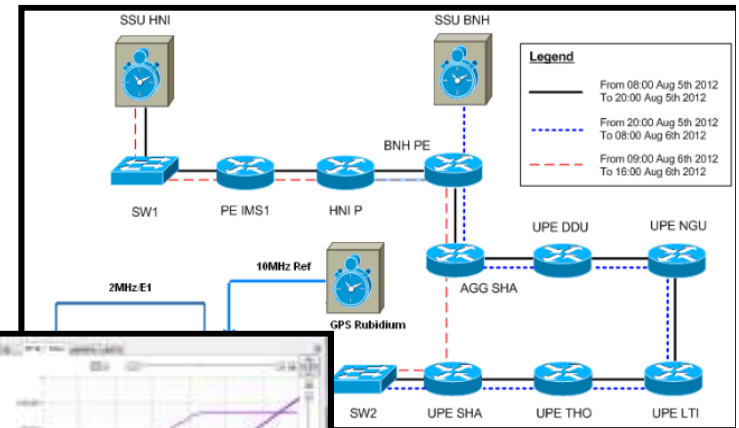 SSU HNI
SSU BNH
Legend
From 08:00 Aug 5th 2012
To 20:00 Aug 5th 2012
From 20:00 Aug 5th 2012
To 08:00 Aug 6th 2012
From 09:00 Aug 6th 2012
To 16:00 Aug 6th 2012
BNH PE
SW1
PE IMS1
HNI P
UPE DDU
UPE NGU
AGG SHA
10MHz Ref
2MHz/E1
GPS Rubidium
SW2
UPE SHA
UPE THO
UPE LTI